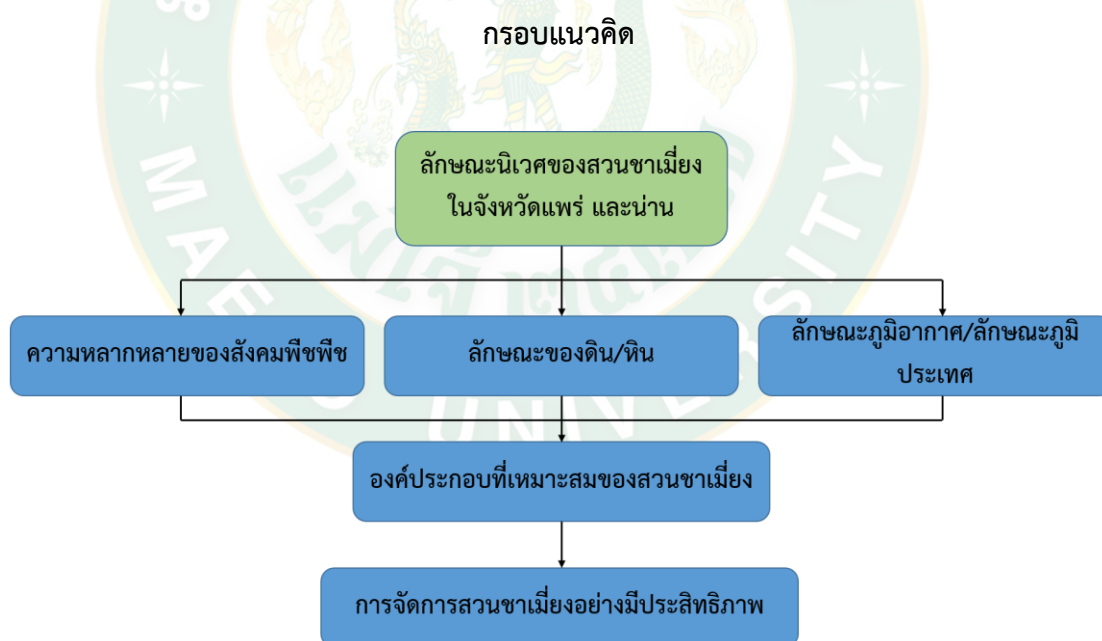 กรอบแนวคิด
ลักษณะนิเวศของสวนชาเมี่ยง
ในจังหวัดแพร่ และน่าน
ความหลากหลายของสังคมพืชพืช
ลักษณะของดิน/หิน
ลักษณะภูมิอากาศ/ลักษณะภูมิ
ประเทศ
องค์ประกอบที่เหมาะสมของสวนชาเมี่ยง
การจัดการสวนชาเมี่ยงอย่างมีประสิทธิภาพ
MAEJO UNIVERSITY